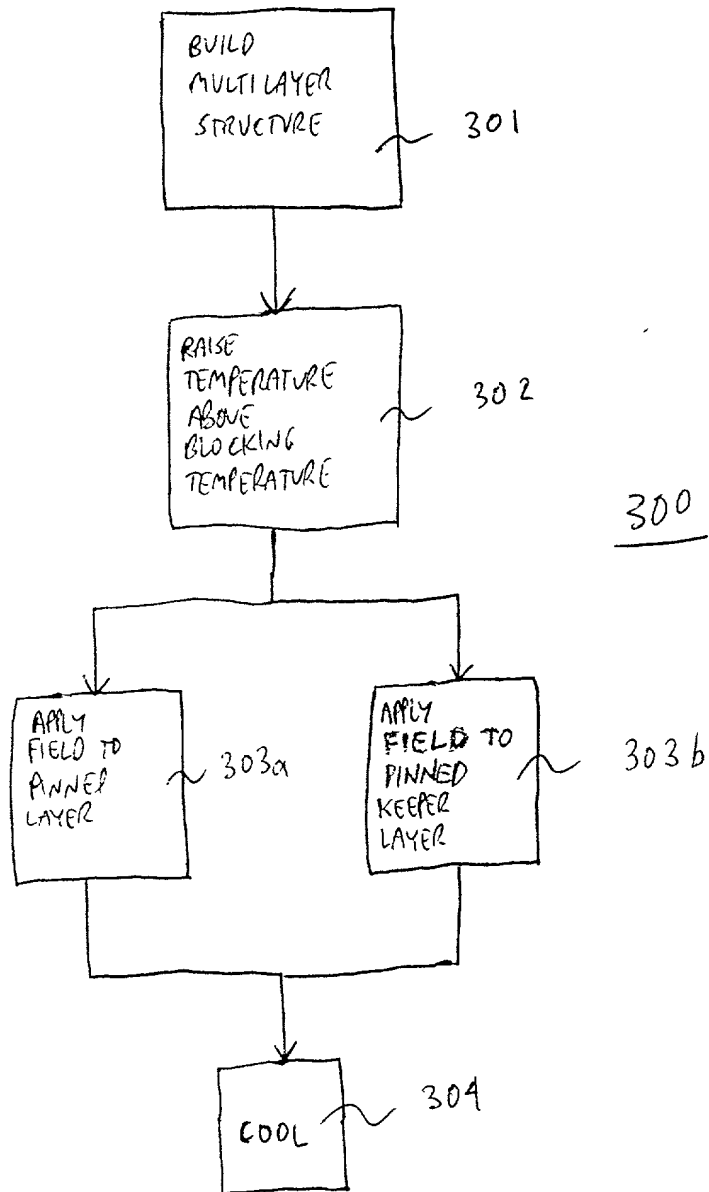 BUILD
MULTILAYER
STRUCTURE
301
RAISE
TEMPERATURE
ABOVE
BLOCKING
TEMPERATURE
302
300
APPLY
FIELD TO
PINNED
LAYER
303a
APPLY
FIELD TO
PINNED
KEEPER
LAYER
303b
COOL
304